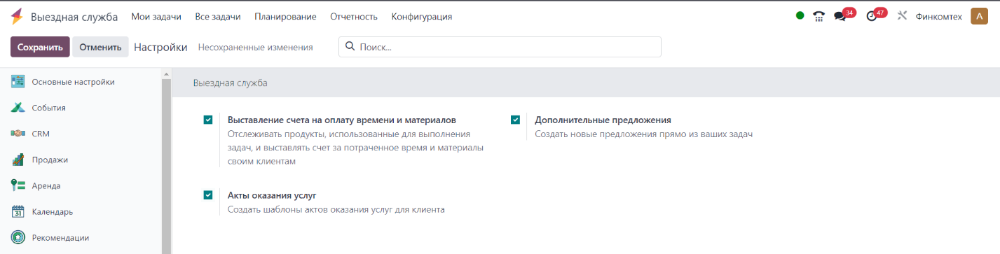 Выездная служба Мои задачи Все задачи Планирование Отчетность Конфигурация 34 47 Финкомтех A
Сохранить Отменить Настройки Несохраненные изменения Поиск...
Основные настройки
События
CRM
Продажи
Аренда
31 Календарь
Рекомендации
Выездная служба
Выставление счета на оплату времени и материалов
Отслеживать продукты, использованные для выполнения
задач, и выставлять счет за потраченное время и материалы
своим клиентам
Дополнительные предложения
Создать новые предложения прямо из ваших задач
Акты оказания услуг
Создать шаблоны актов оказания услуг для клиента